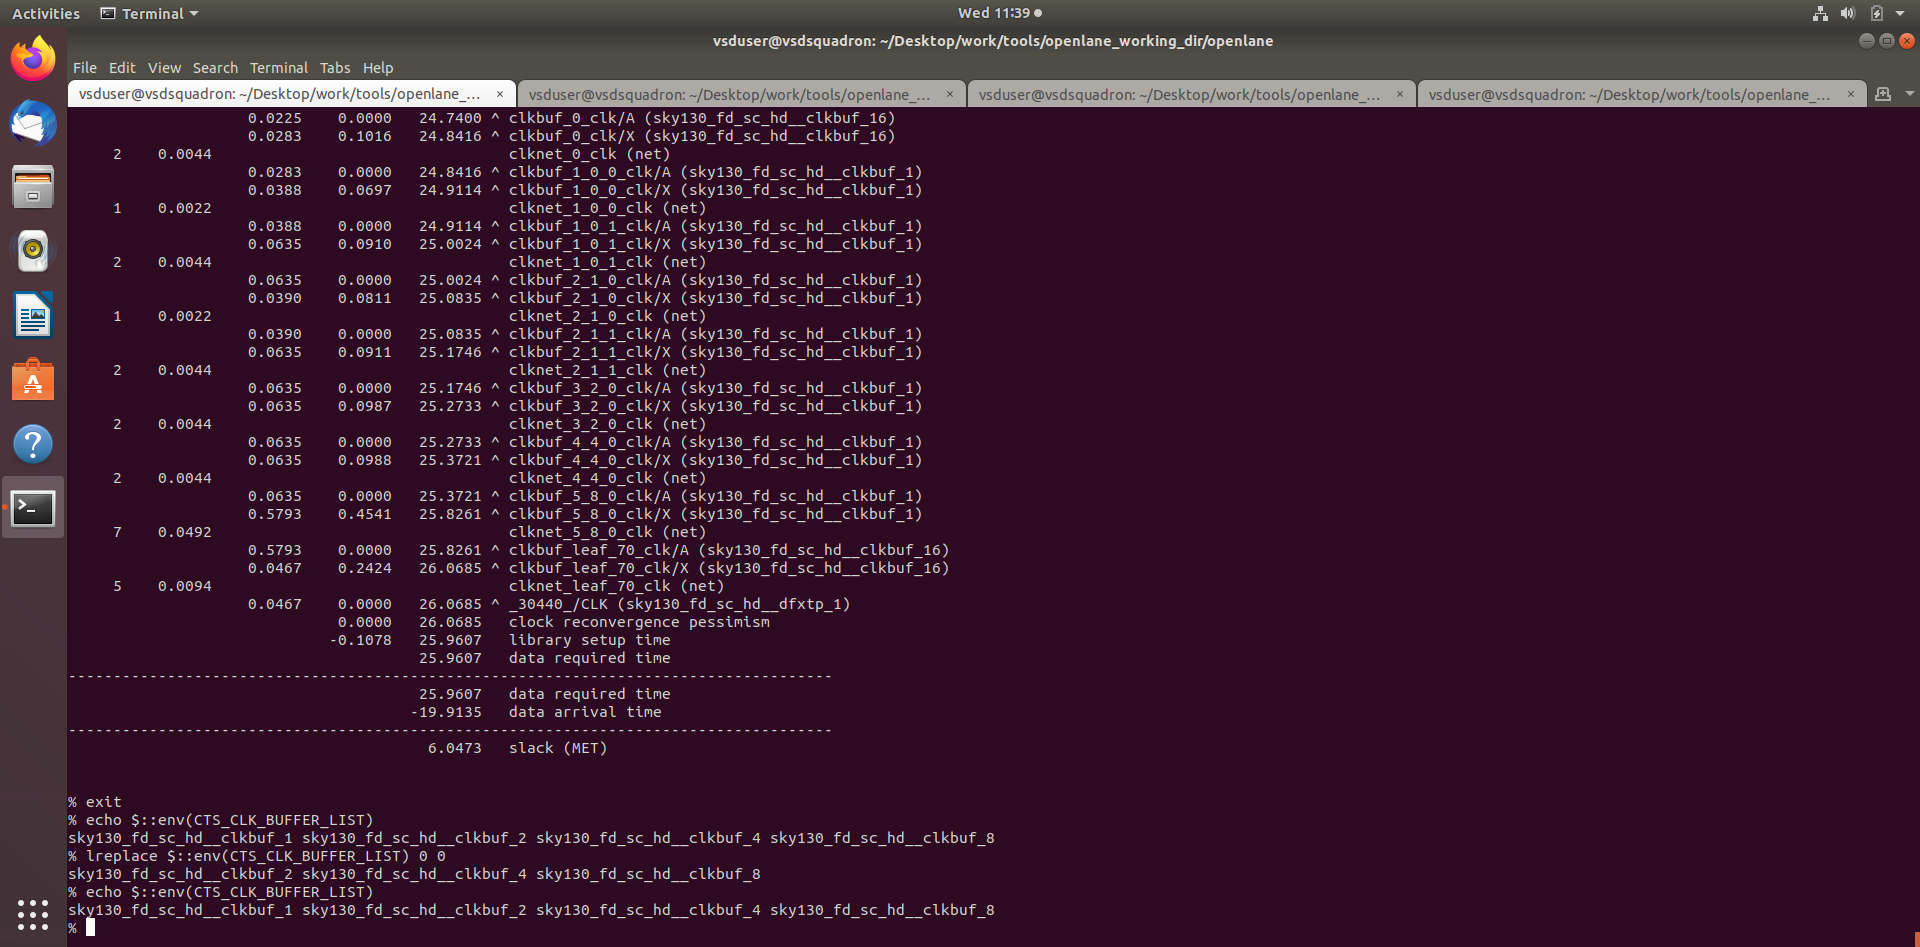 Activities Terminal Wed 11:39
vsduser@vsdsquadron: ~/Desktop/work/tools/openlane_working_dir/openlane
File Edit View Search Terminal Tabs Help
vsduser@vsdsquadron: ~/Desktop/work/tools/openlane_... × vsduser@vsdsquadron: ~/Desktop/work/tools/openlane_... × vsduser@vsdsquadron: ~/Desktop/work/tools/openlane_... × vsduser@vsdsquadron: ~/Desktop/work/tools/openlane_... ×
0.0225 0.0000 24.7400 ^ clkbuf_0_clk/A (sky130_fd_sc_hd__clkbuf_16)
0.0283 0.1016 24.8416 ^ clkbuf_0_clk/X (sky130_fd_sc_hd__clkbuf_16)
2 0.0044 clknet_0_clk (net)
0.0283 0.0000 24.8416 ^ clkbuf_1_0_0_clk/A (sky130_fd_sc_hd__clkbuf_1)
0.0388 0.0697 24.9114 ^ clkbuf_1_0_0_clk/X (sky130_fd_sc_hd__clkbuf_1)
1 0.0022 clknet_1_0_0_clk (net)
0.0388 0.0000 24.9114 ^ clkbuf_1_0_1_clk/A (sky130_fd_sc_hd__clkbuf_1)
0.0635 0.0910 25.0024 ^ clkbuf_1_0_1_clk/X (sky130_fd_sc_hd__clkbuf_1)
2 0.0044 clknet_1_0_1_clk (net)
0.0635 0.0000 25.0024 ^ clkbuf_2_1_0_clk/A (sky130_fd_sc_hd__clkbuf_1)
0.0390 0.0811 25.0835 ^ clkbuf_2_1_0_clk/X (sky130_fd_sc_hd__clkbuf_1)
1 0.0022 clknet_2_1_0_clk (net)
0.0390 0.0000 25.0835 ^ clkbuf_2_1_1_clk/A (sky130_fd_sc_hd__clkbuf_1)
0.0635 0.0911 25.1746 ^ clkbuf_2_1_1_clk/X (sky130_fd_sc_hd__clkbuf_1)
2 0.0044 clknet_2_1_1_clk (net)
0.0635 0.0000 25.1746 ^ clkbuf_3_2_0_clk/A (sky130_fd_sc_hd__clkbuf_1)
0.0635 0.0987 25.2733 ^ clkbuf_3_2_0_clk/X (sky130_fd_sc_hd__clkbuf_1)
2 0.0044 clknet_3_2_0_clk (net)
0.0635 0.0000 25.2733 ^ clkbuf_4_4_0_clk/A (sky130_fd_sc_hd__clkbuf_1)
0.0635 0.0988 25.3721 ^ clkbuf_4_4_0_clk/X (sky130_fd_sc_hd__clkbuf_1)
2 0.0044 clknet_4_4_0_clk (net)
0.0635 0.0000 25.3721 ^ clkbuf_5_8_0_clk/A (sky130_fd_sc_hd__clkbuf_1)
0.5793 0.4541 25.8261 ^ clkbuf_5_8_0_clk/X (sky130_fd_sc_hd__clkbuf_1)
7 0.0492 clknet_5_8_0_clk (net)
0.5793 0.0000 25.8261 ^ clkbuf_leaf_70_clk/A (sky130_fd_sc_hd__clkbuf_16)
0.0467 0.2424 26.0685 ^ clkbuf_leaf_70_clk/X (sky130_fd_sc_hd__clkbuf_16)
5 0.0094 clknet_leaf_70_clk (net)
0.0467 0.0000 26.0685 ^ _30440_/CLK (sky130_fd_sc_hd__dfxtp_1)
0.0000 26.0685 clock reconvergence pessimism
-0.1078 25.9607 library setup time
25.9607 data required time
-------------------------------------------------------------------------------------
25.9607 data required time
-19.9135 data arrival time
-------------------------------------------------------------------------------------
6.0473 slack (MET)
% exit
% echo $::env(CTS_CLK_BUFFER_LIST)
sky130_fd_sc_hd__clkbuf_1 sky130_fd_sc_hd__clkbuf_2 sky130_fd_sc_hd__clkbuf_4 sky130_fd_sc_hd__clkbuf_8
% lreplace $::env(CTS_CLK_BUFFER_LIST) 0 0
sky130_fd_sc_hd__clkbuf_2 sky130_fd_sc_hd__clkbuf_4 sky130_fd_sc_hd__clkbuf_8
% echo $::env(CTS_CLK_BUFFER_LIST)
sky130_fd_sc_hd__clkbuf_1 sky130_fd_sc_hd__clkbuf_2 sky130_fd_sc_hd__clkbuf_4 sky130_fd_sc_hd__clkbuf_8
%